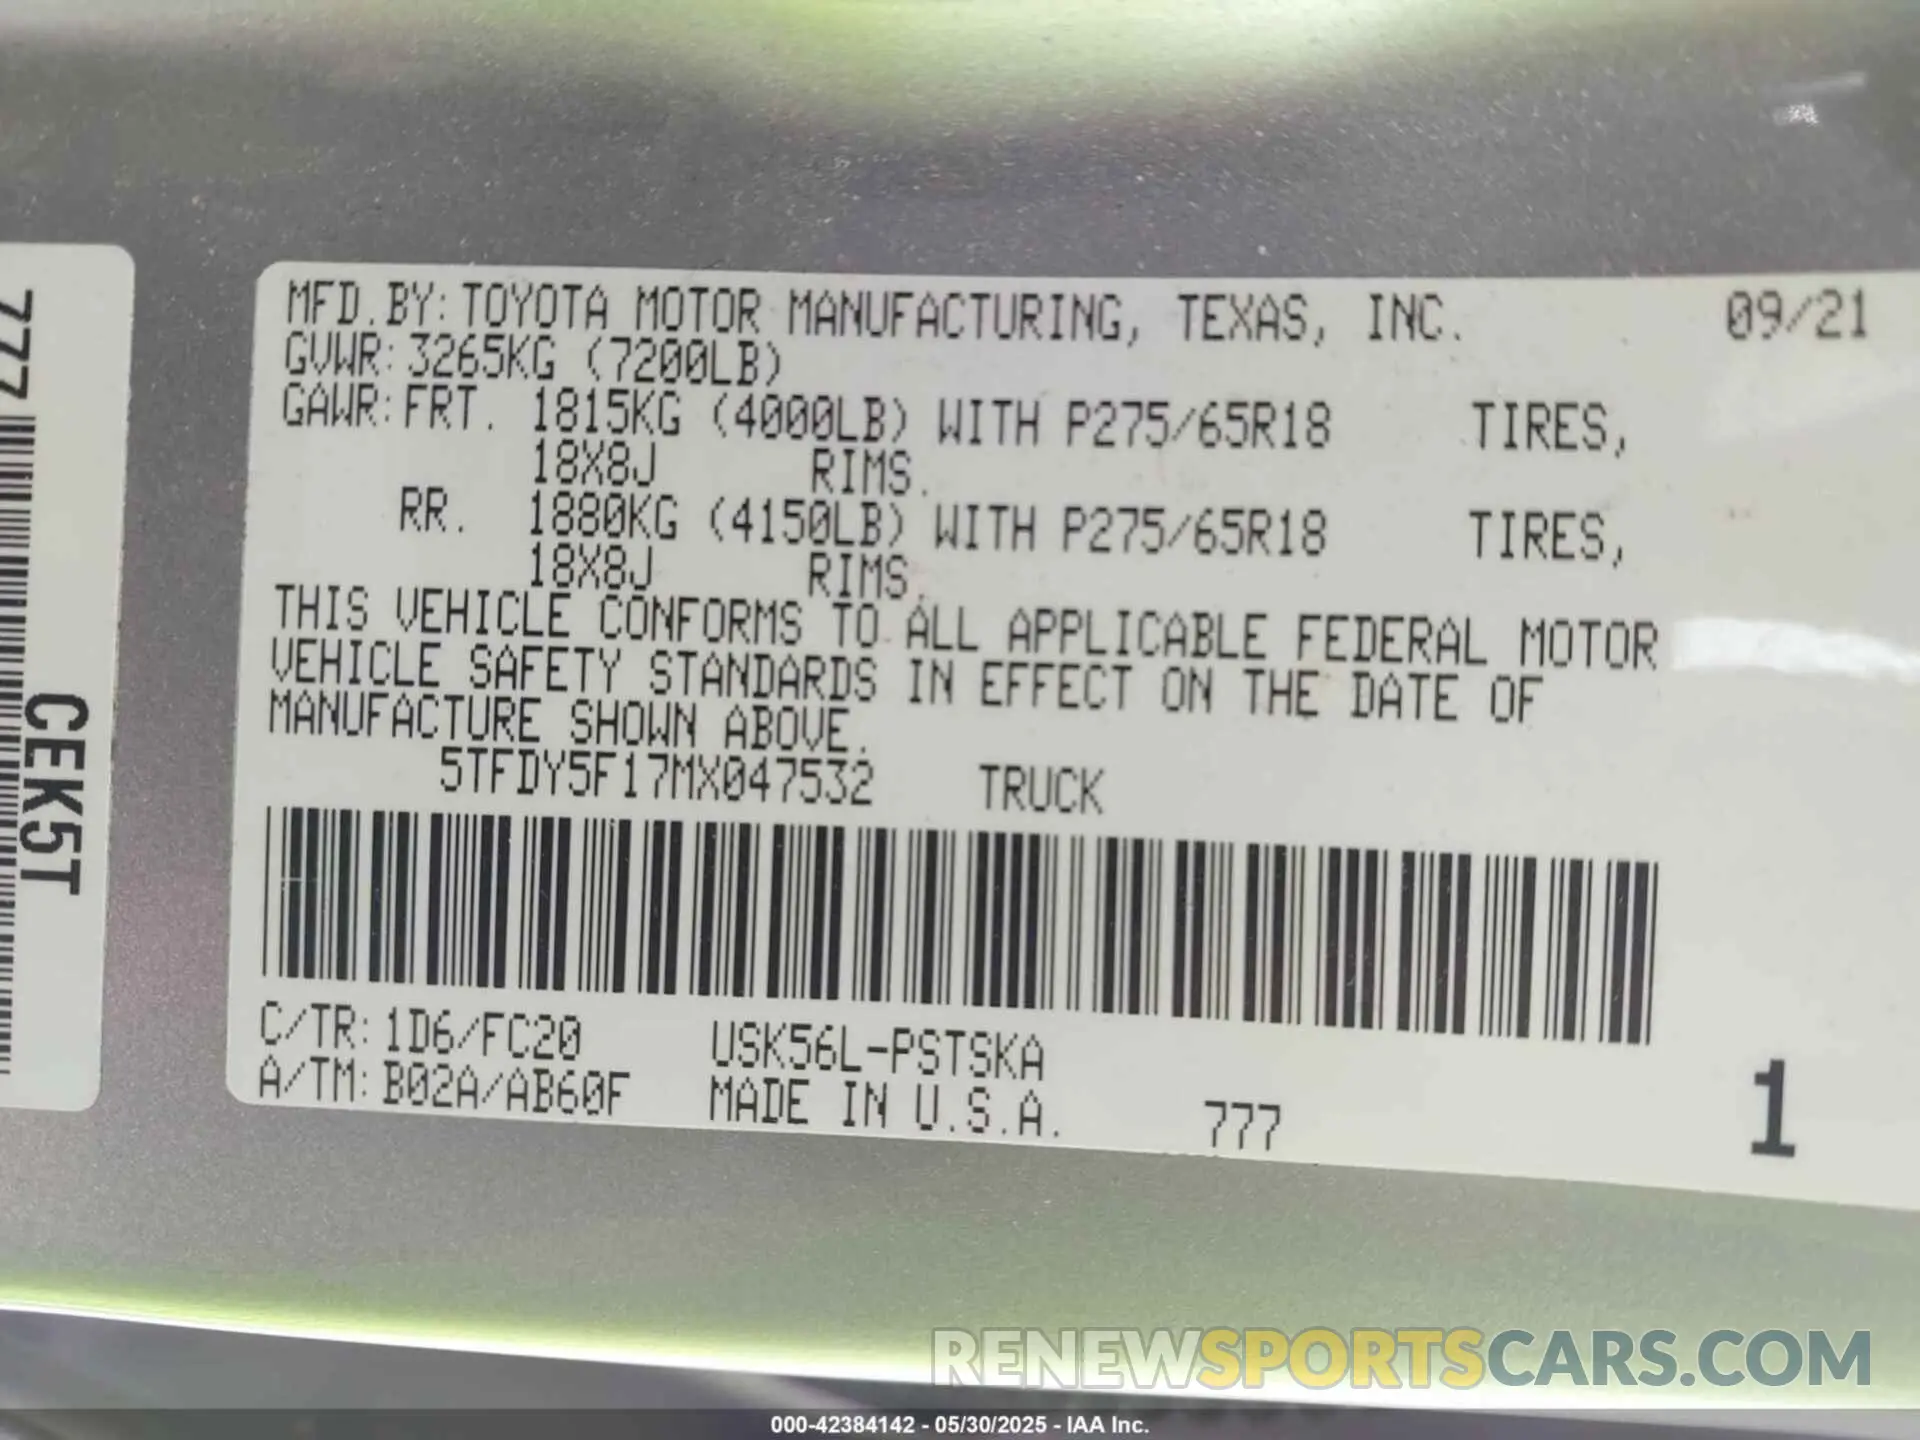 777
CEK5T
MFD.BY: TOYOTA MOTOR MANUFACTURING, TEXAS, INC. 09/21
GVWR: 3265KG (7200LB)
GAWR: FRT. 1815KG (4000LB) WITH P275/65R18 TIRES,
18X8J RIMS.
RR. 1880KG (4150LB) WITH P275/65R18 TIRES,
18X8J RIMS.
THIS VEHICLE CONFORMS TO ALL APPLICABLE FEDERAL MOTOR
VEHICLE SAFETY STANDARDS IN EFFECT ON THE DATE OF
MANUFACTURE SHOWN ABOVE.
5TFDY5F17MX047532 TRUCK
C/TR: 1D6/FC20 USK56L-PSTSKA
A/TM: B02A/AB60F MADE IN U.S.A. 777
1
RENEWSPORTSCARS.COM
000-42384142 - 05/30/2025 - IAA Inc.